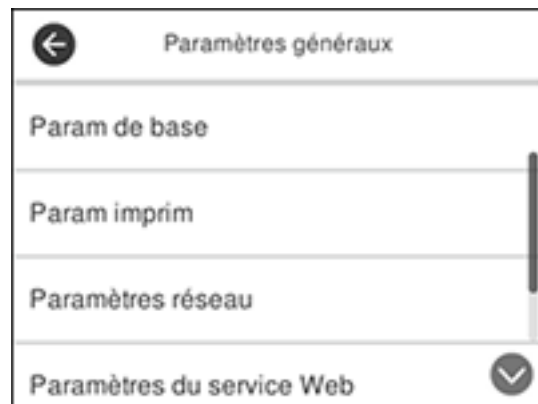 Paramètres généraux
Param de base
Param imprim
Paramètres réseau
Paramètres du service Web